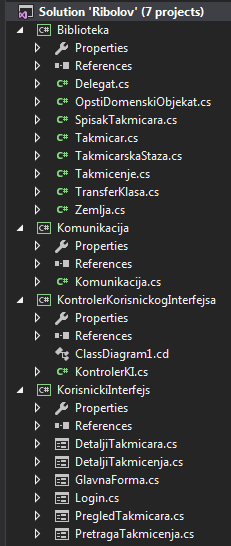 Solution 'Ribolov' (7 projects)
C# Biblioteka
Properties
References
C# Delegat.cs
C# OpstiDomenskiObjekat.cs
C# SpisakTakmicara.cs
C# Takmicar.cs
C# TakmicarskaStaza.cs
C# Takmicenje.cs
C# TransferKlasa.cs
C# Zemlja.cs
C# Komunikacija
Properties
References
C# Komunikacija.cs
C# KontrolerKorisnickogInterfejsa
Properties
References
ClassDiagram1.cd
C# KontrolerKI.cs
C# KorisnickiInterfejs
Properties
References
DetaljiTakmicara.cs
DetaljiTakmicenja.cs
GlavnaForma.cs
Login.cs
PregledTakmicara.cs
PretragaTakmicenja.cs